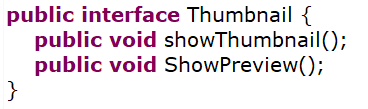 public interface Thumbnail {
    public void showThumbnail();
    public void ShowPreview();
}